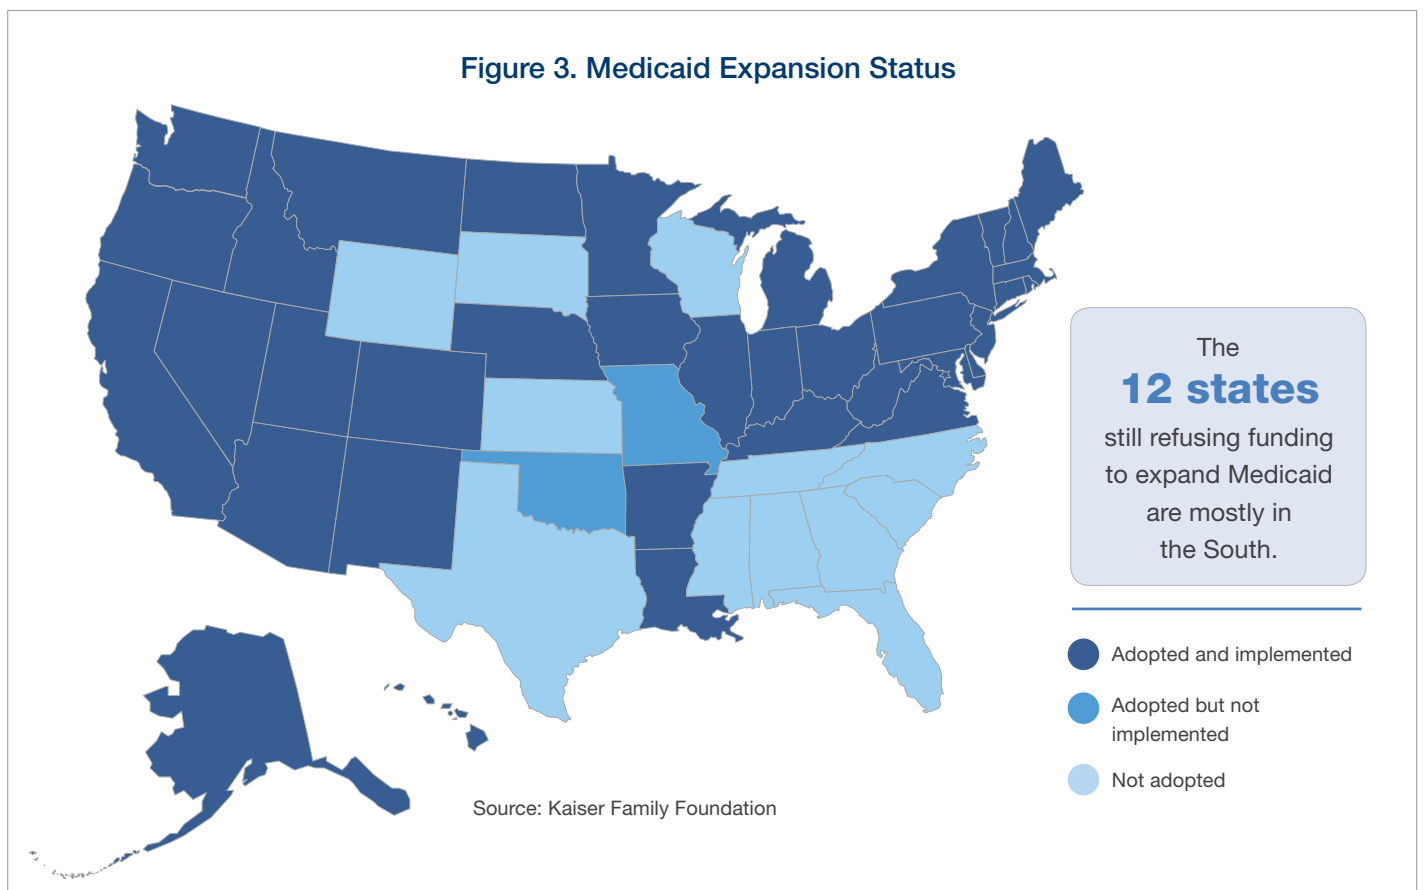 Figure 3. Medicaid Expansion Status
The
12 states
still refusing funding
to expand Medicaid
are mostly in
the South.
Adopted and implemented
Adopted but not
implemented
Not adopted
Source: Kaiser Family Foundation